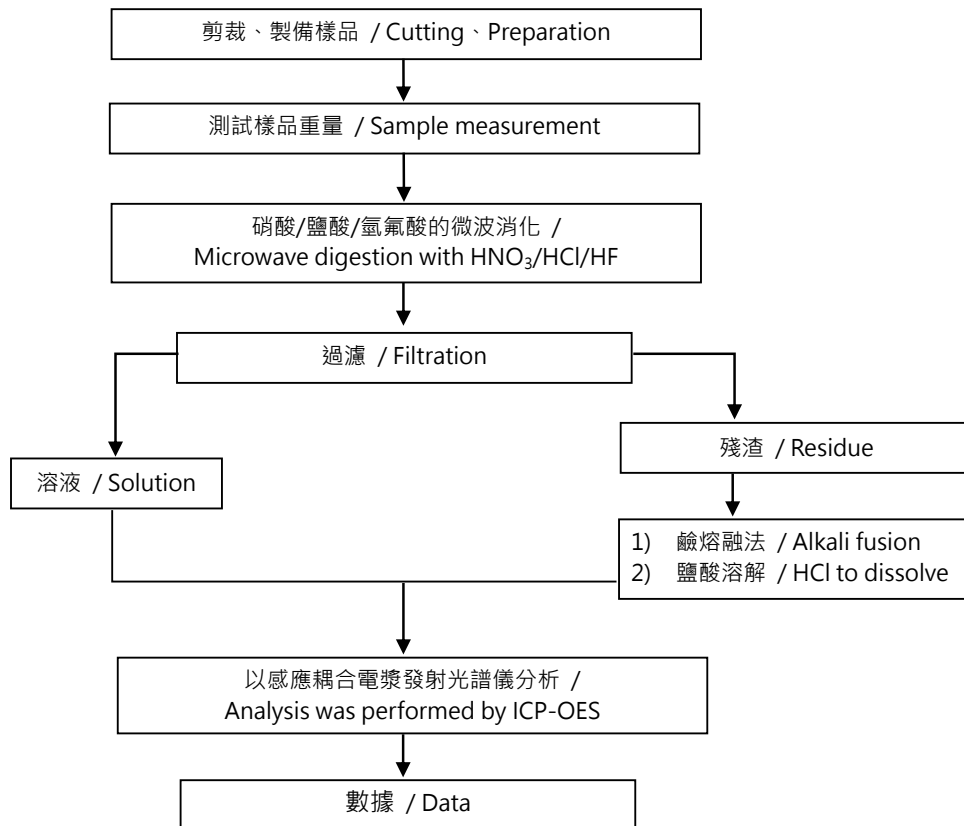 剪裁、製備樣品 / Cutting、Preparation
測試樣品重量 / Sample measurement
硝酸/鹽酸/氫氟酸的微波消化 /
Microwave digestion with HNO₃/HCl/HF
過濾 / Filtration
溶液 / Solution
殘渣 / Residue
1) 鹼熔融法 / Alkali fusion
2) 鹽酸溶解 / HCl to dissolve
以感應耦合電漿發射光譜儀分析 /
Analysis was performed by ICP-OES
數據 / Data